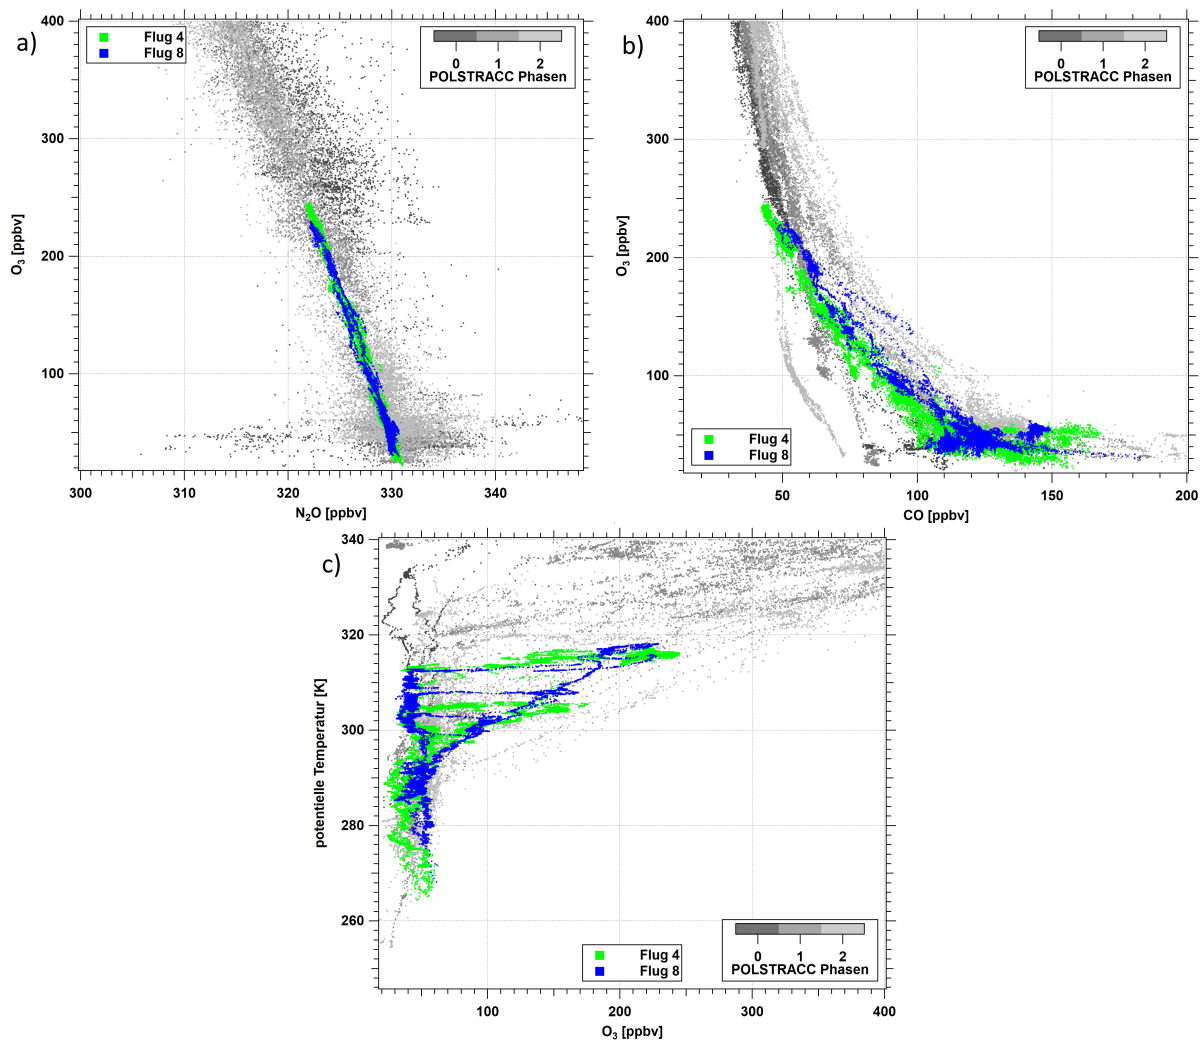 a)
Flug 4
Flug 8
0 1 2
POLSTRACC Phasen
400
300
200
100
O3 [ppbv]
300 310 320 330 340
N2O [ppbv]
b)
0 1 2
POLSTRACC Phasen
400
300
200
100
O3 [ppbv]
Flug 4
Flug 8
50 100 150 200
CO [ppbv]
c)
340
320
300
280
260
potentielle Temperatur [K]
0 1 2
POLSTRACC Phasen
Flug 4
Flug 8
100 200 300 400
O3 [ppbv]